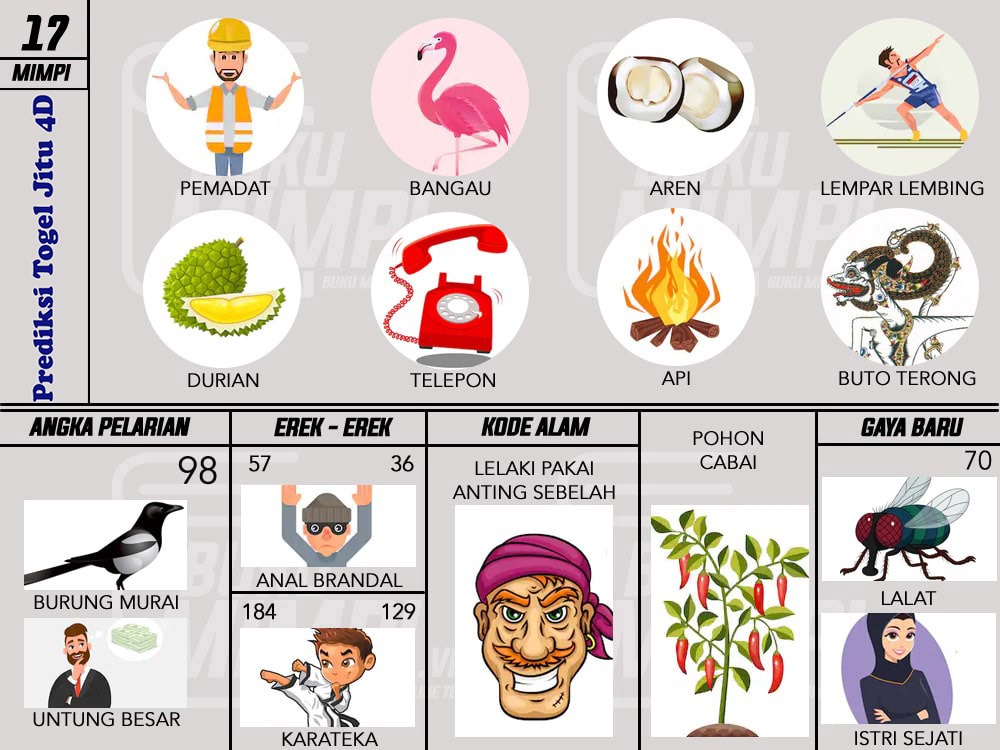 17
MIMPI
Prediksi Togel Jitu 4D
PEMADAT
BANGAU
AREN
LEMPAR LEMBING
DURIAN
TELEPON
API
BUTO TERONG
ANGKA PELARIAN
98
BURUNG MURAI
UNTUNG BESAR
EREK - EREK
57 36
ANAL BRANDAL
184 129
KARATEKA
KODE ALAM
LELAKI PAKAI
ANTING SEBELAH
POHON
CABAI
GAYA BARU
70
LALAT
ISTRI SEJATI